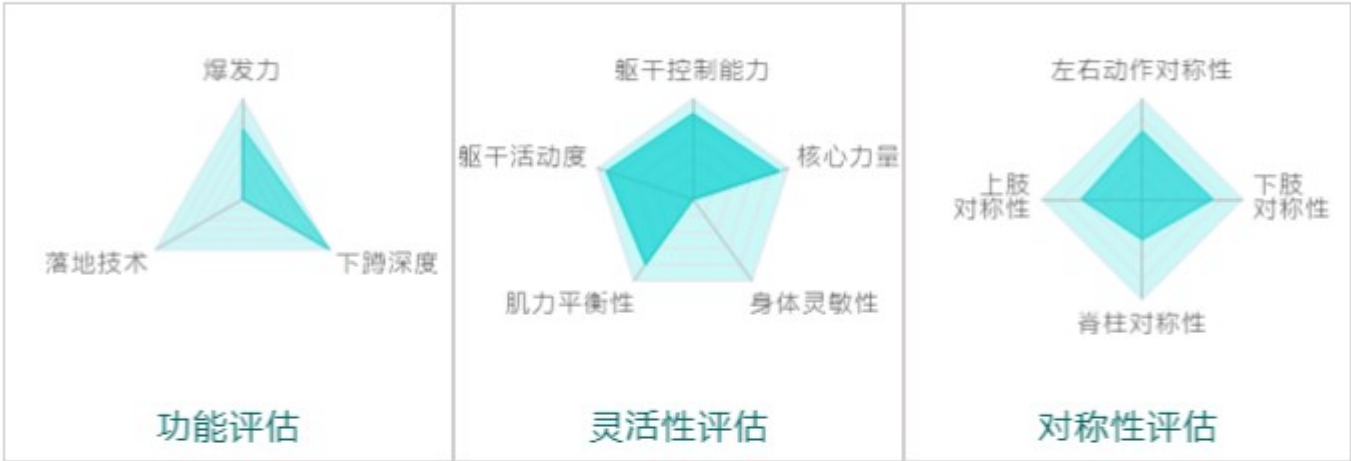 爆发力
落地技术
下蹲深度
功能评估
躯干控制能力
躯干活动度
核心力量
肌力平衡性
身体灵敏性
灵活性评估
左右动作对称性
上肢
对称性
下肢
对称性
脊柱对称性
对称性评估